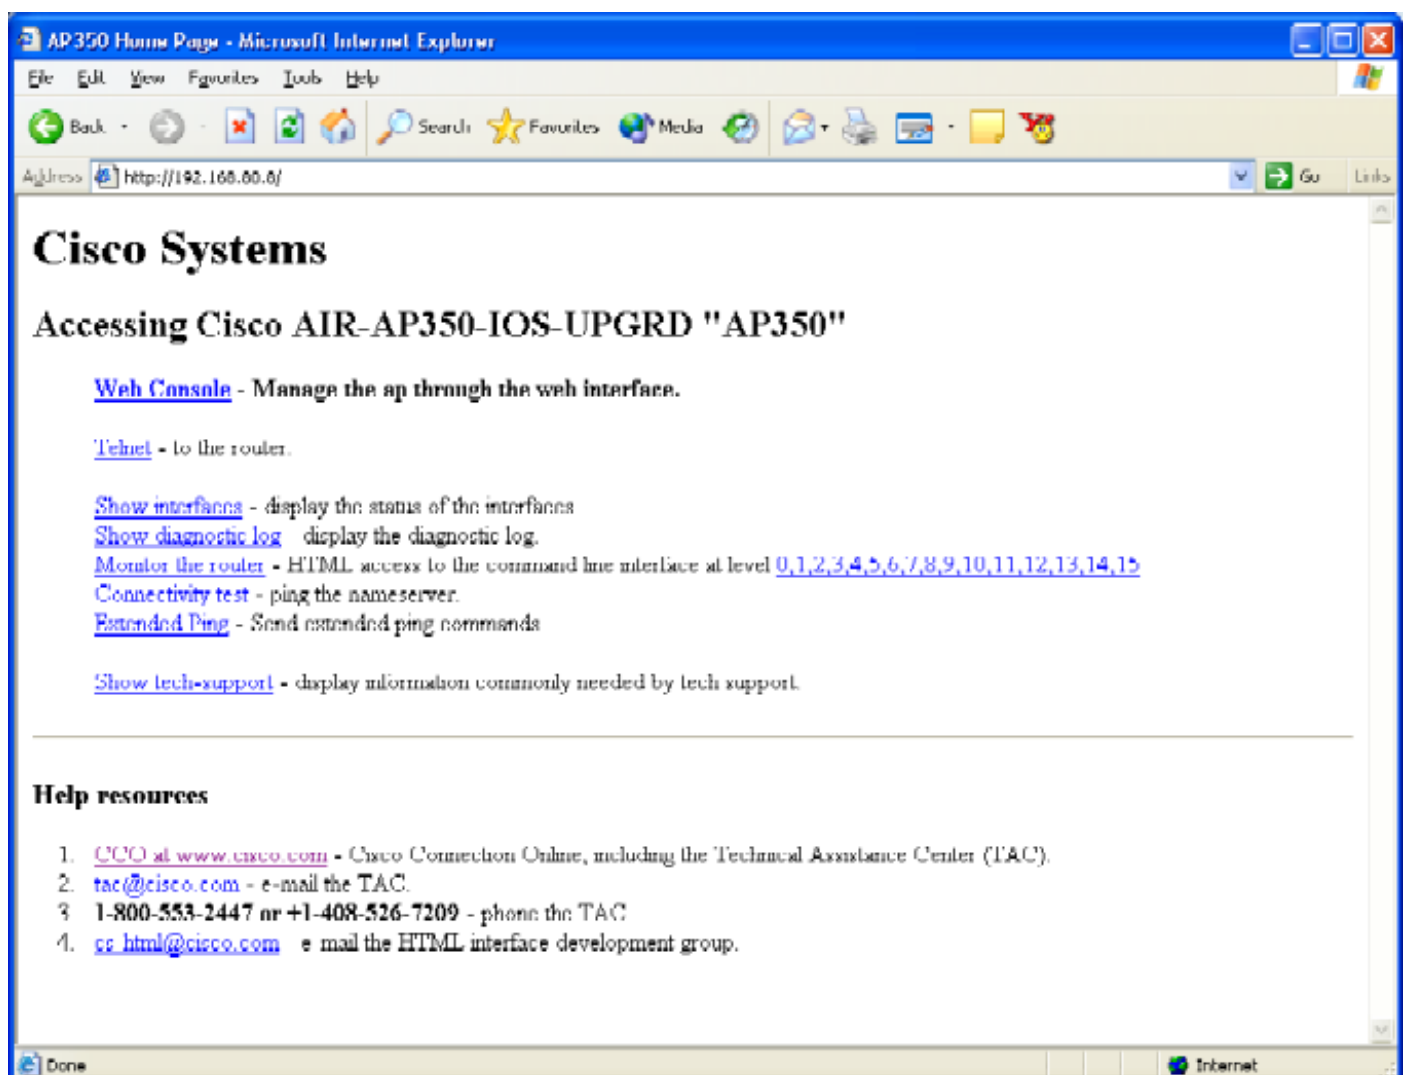 AP350 Home Page - Microsoft Internet Explorer
File Edit View Favorites Tools Help
Back Search Favorites Media
Address http://192.168.80.8/ Go Links
Cisco Systems
Accessing Cisco AIR-AP350-IOS-UPGRD "AP350"
Web Console - Manage the ap through the web interface.
Telnet - to the router.
Show interfaces - display the status of the interfaces
Show diagnostic log - display the diagnostic log.
Monitor the router - HTML access to the command line interface at level 0,1,2,3,4,5,6,7,8,9,10,11,12,13,14,15
Connectivity test - ping the nameserver.
Extended Ping - Send extended ping commands
Show tech-support - display information commonly needed by tech support.
Help resources
1. CCO at www.cisco.com - Cisco Connection Online, including the Technical Assistance Center (TAC).
2. tac@cisco.com - e-mail the TAC.
3. 1-800-553-2447 or +1-408-526-7209 - phone the TAC
4. cs-html@cisco.com - e-mail the HTML interface development group.
Done Internet